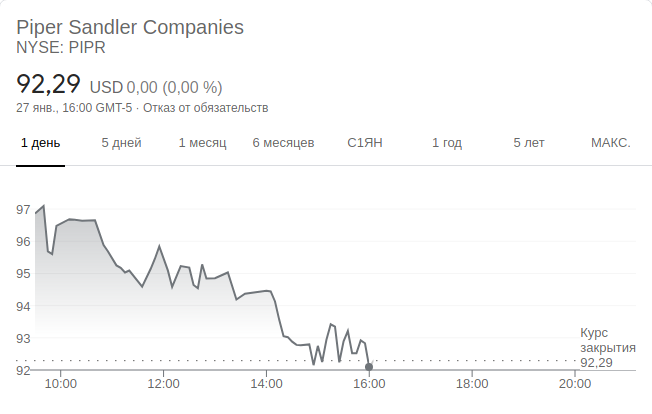 Piper Sandler Companies
NYSE: PIPR
92,29 USD 0,00 (0,00 %)
27 янв., 16:00 GMT-5 · Отказ от обязательств
1 день 5 дней 1 месяц 6 месяцев С1ЯН 1 год 5 лет МАКС.
97
96
95
94
93
92
Курс
закрытия
92,29
10:00 12:00 14:00 16:00 18:00 20:00